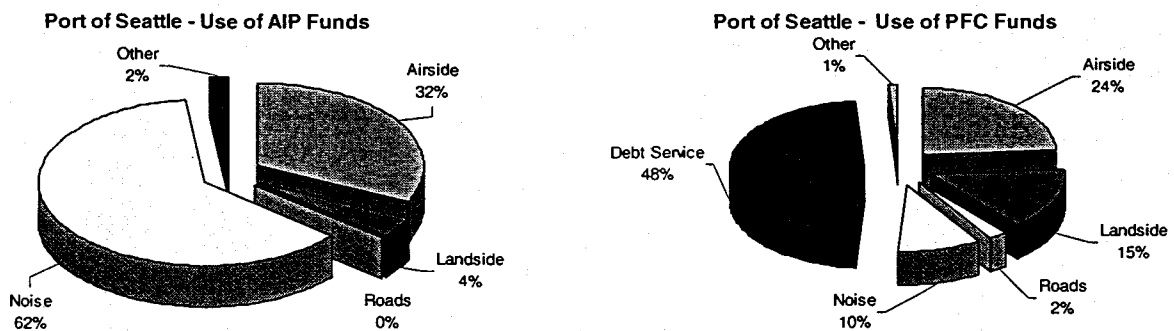 Port of Seattle - Use of AIP Funds
Other
2%
Airside
32%
Landside
4%
Roads
0%
Noise
62%
Port of Seattle - Use of PFC Funds
Other
1%
Airside
24%
Debt Service
48%
Landside
15%
Roads
2%
Noise
10%